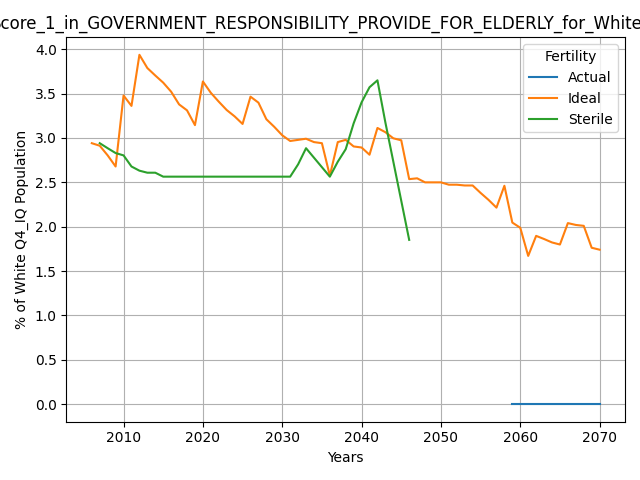 core_1_in_GOVERNMENT_RESPONSIBILITY_PROVIDE_FOR_ELDERLY_for_White
Fertility
Actual
Ideal
Sterile
% of White Q4_IQ Population
4.0
3.5
3.0
2.5
2.0
1.5
1.0
0.5
0.0
2010 2020 2030 2040 2050 2060 2070
Years